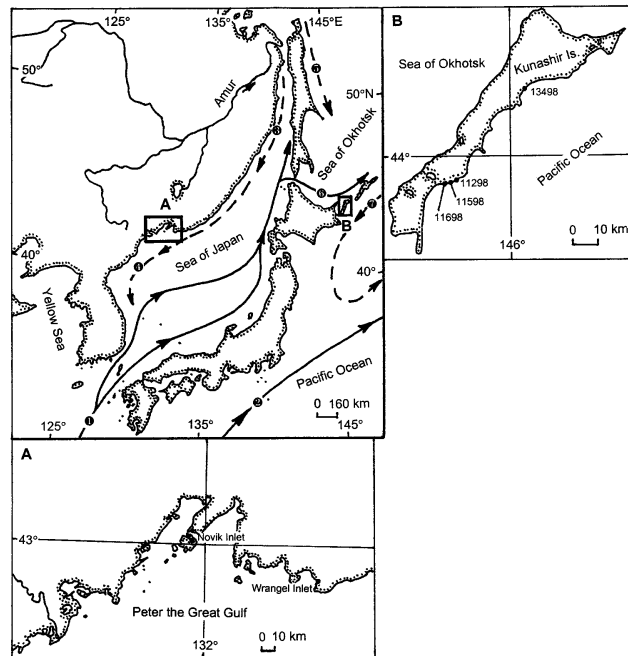 125°
135°
145°E
B
50°
50°N
Amur
Sea of Okhotsk
A
B
40°
Sea of Japan
40°
Yellow Sea
Pacific Ocean
0 160 km
125°
135°
145°
Sea of Okhotsk
Kunashir Is.
13498
44°
44°
Pacific Ocean
11298
11598
11698
146°
0 10 km
A
43°
43°
Novik Inlet
Wrangel Inlet
Peter the Great Gulf
132°
0 10 km